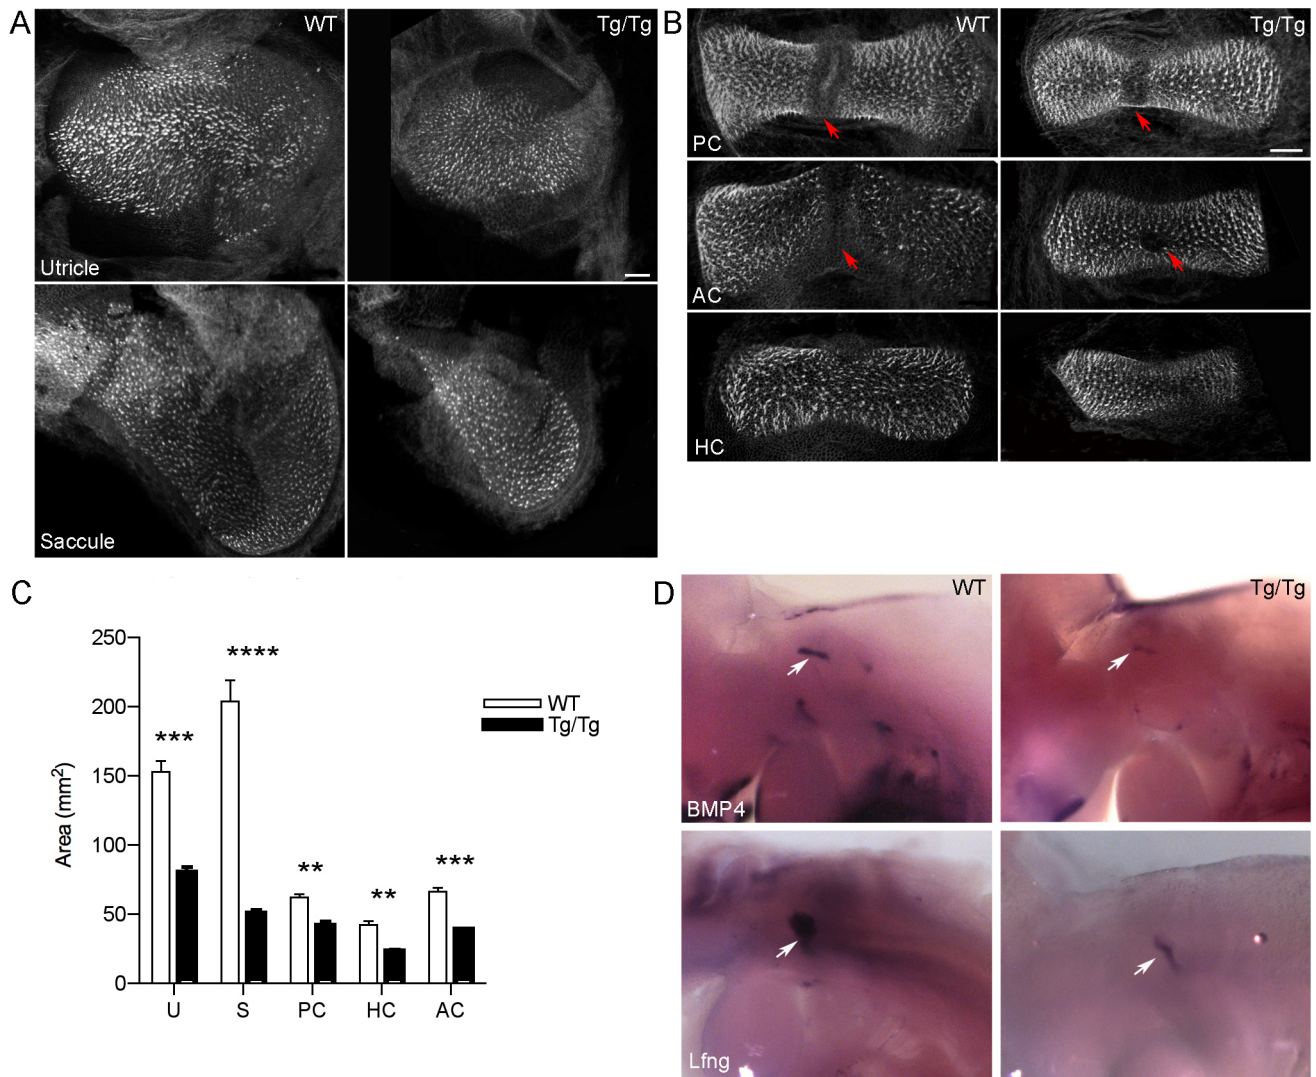 A
WT
Tg/Tg
Utricle
Saccule
B
WT
Tg/Tg
PC
AC
HC
C
250
200
150
100
50
0
Area (mm²)
***
****
**
**
***
U
S
PC
HC
AC
WT
Tg/Tg
D
WT
Tg/Tg
BMP4
Lfng